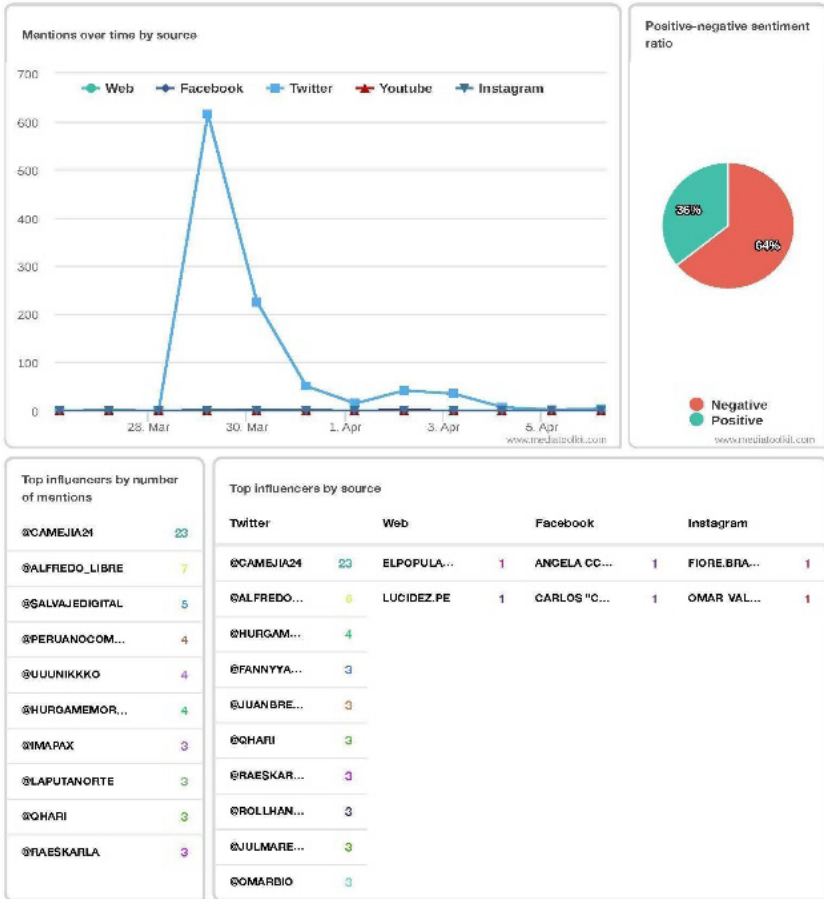 Mentions over time by source
Web Facebook Twitter Youtube Instagram
700
600
500
400
300
200
100
0
28. Mar 30. Mar 1. Apr 3. Apr 5. Apr
www.mediatoolkit.com
Positive-negative sentiment
ratio
36%
64%
Negative
Positive
www.mediatoolkit.com
Top influencers by number
of mentions
@CAMEJIA24 23
@ALFREDO_LIBRE 7
@SALVAJEDIGITAL 5
@PERUANOCOM... 4
@UUUNIKKKO 4
@HURGAMEMOR... 4
@IMAPAX 3
@LAPUTANORTE 3
@QHARI 3
@RAESKARLA 3
Top influencers by source
Twitter Web Facebook Instagram
@CAMEJIA24 23 ELPOPULA... 1 ANGELA CC... 1 FIORE.BRA... 1
@ALFREDO... 6 LUCIDEZ.PE 1 CARLOS "C... 1 OMAR_VAL... 1
@HURGAM... 4
@FANNYYA... 3
@JUANBRE... 3
@QHARI 3
@RAESKAR... 3
@ROLLHAN... 3
@JULMARE... 3
@OMARBIO 3